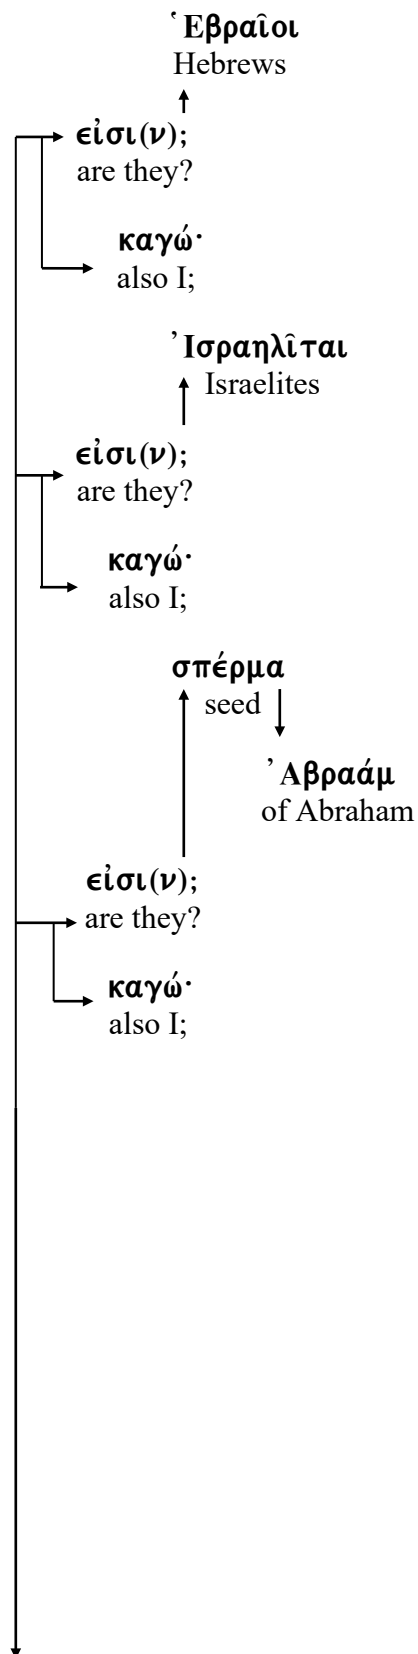 Ἑβραῖοι
Hebrews
εἰσι(ν);
are they?
καγώ·
also I;
Ἰσραηλῖται
Israelites
εἰσι(ν);
are they?
καγώ·
also I;
σπέρμα
seed
Ἀβραάμ
of Abraham
εἰσι(ν);
are they?
καγώ·
also I;